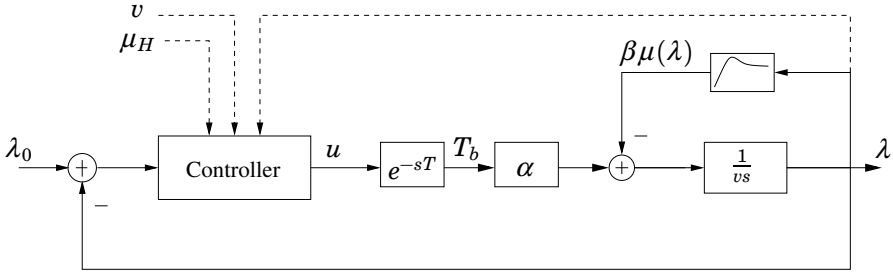 v
μ_H
βμ(λ)
λ_0
+
−
Controller
u
e^{-sT}
T_b
α
+
−
1/vs
λ